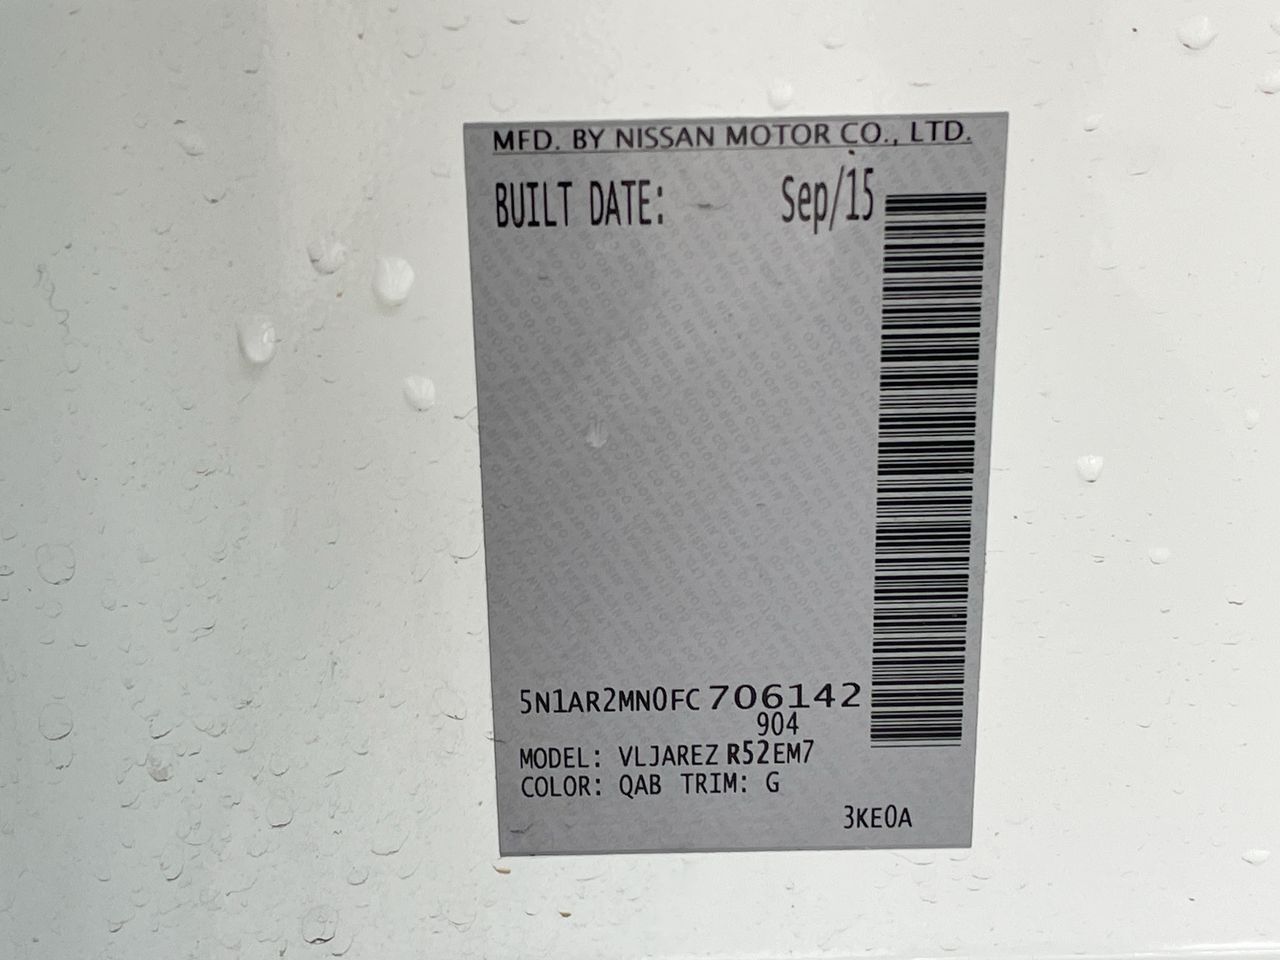 MFD. BY NISSAN MOTOR CO., LTD.
BUILT DATE: Sep/15
5N1AR2MN0FC706142
904
MODEL: VLJAREZ R52EM7
COLOR: QAB TRIM: G
3KE0A